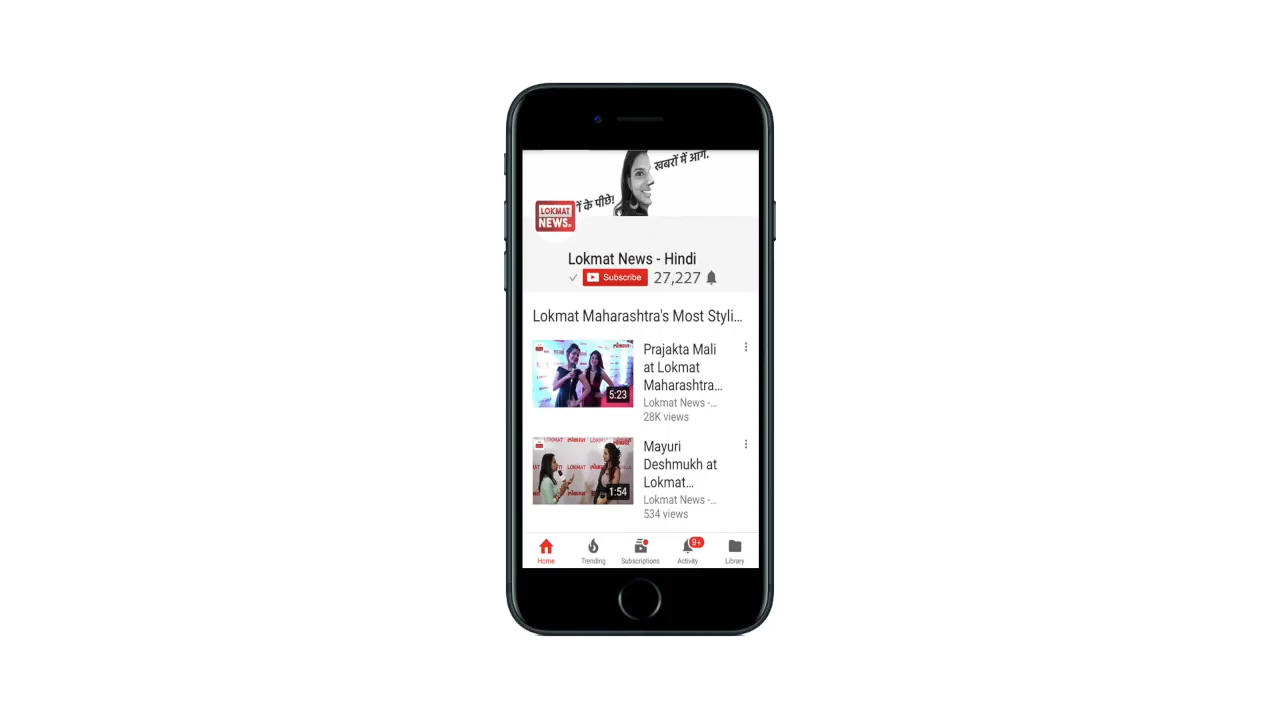 खबरों में आगे.
के पीछे!
LOKMAT
NEWS
Lokmat News - Hindi
Subscribe 27,227
Lokmat Maharashtra's Most Styli...
Prajakta Mali
at Lokmat
Maharashtra...
Lokmat News -...
28K views
5:23
Mayuri
Deshmukh at
Lokmat...
Lokmat News -...
534 views
LOKMAT
LOKMAT
1:54
9+
Home Trending Subscriptions Activity Library